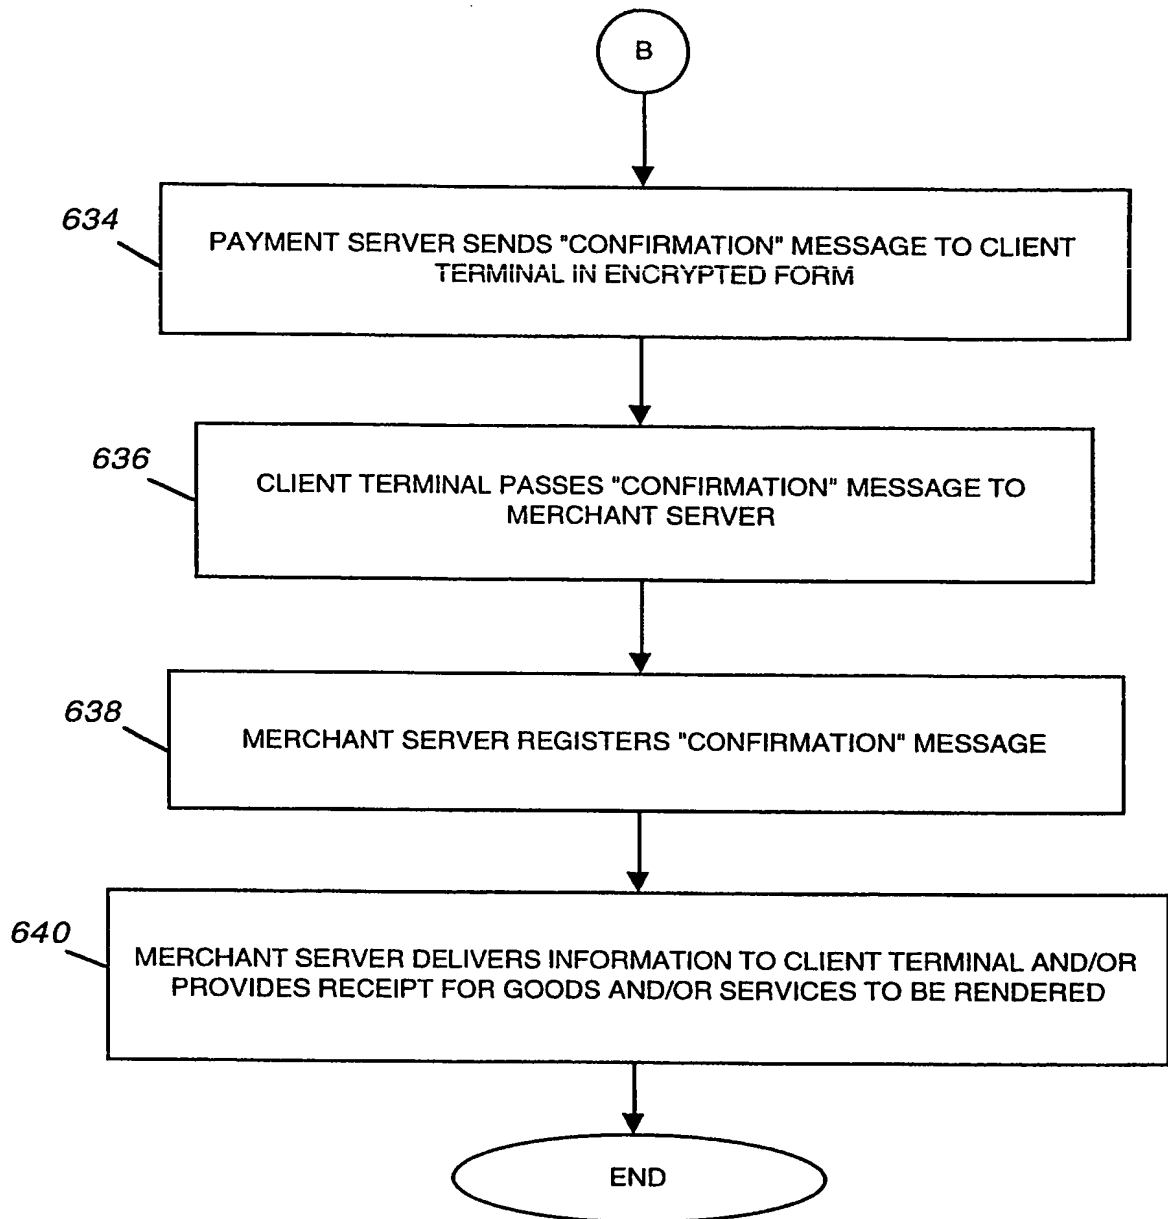 B
634
PAYMENT SERVER SENDS "CONFIRMATION" MESSAGE TO CLIENT
TERMINAL IN ENCRYPTED FORM
636
CLIENT TERMINAL PASSES "CONFIRMATION" MESSAGE TO
MERCHANT SERVER
638
MERCHANT SERVER REGISTERS "CONFIRMATION" MESSAGE
640
MERCHANT SERVER DELIVERS INFORMATION TO CLIENT TERMINAL AND/OR
PROVIDES RECEIPT FOR GOODS AND/OR SERVICES TO BE RENDERED
END